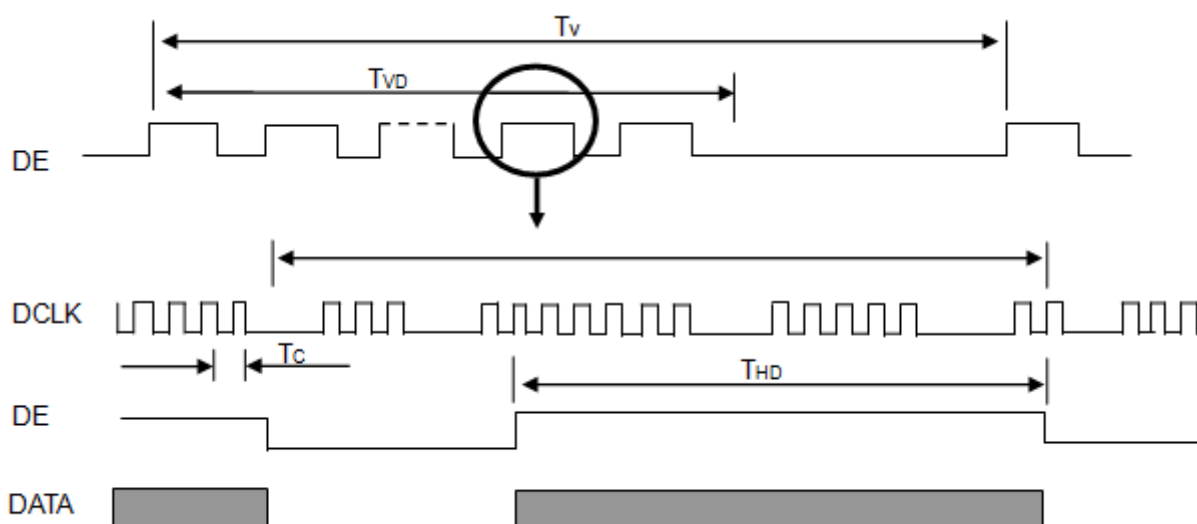 Tv
TVD
DE
DCLK
TC
THD
DE
DATA